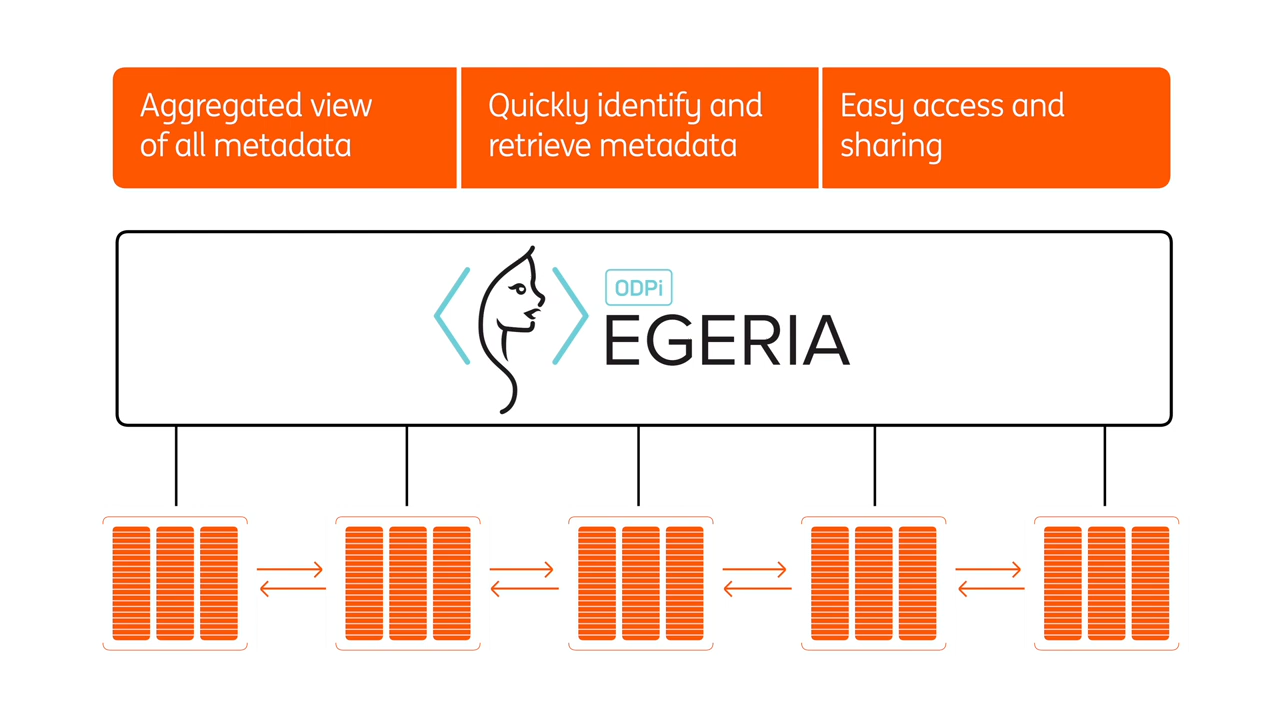 Aggregated view
of all metadata
Quickly identify and
retrieve metadata
Easy access and
sharing
ODPi
EGERIA